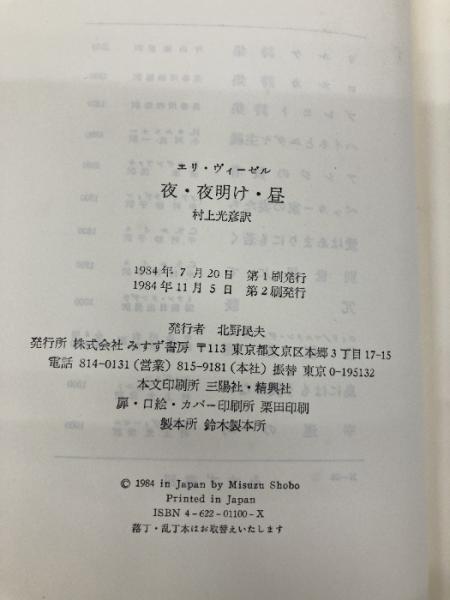 エリ・ヴィーゼル
夜・夜明け・昼
村上光彦訳
1984年7月20日 第1刷発行
1984年11月5日 第2刷発行
発行者 北野民夫
発行所 株式会社 みすず書房 〒113 東京都文京区本郷3丁目17-15
電話 814-0131 (営業) 815-9181 (本社) 振替 東京 0-195132
本文印刷所 三陽社・精興社
扉・口絵・カバー印刷所 栗田印刷
製本所 鈴木製本所
© 1984 in Japan by Misuzu Shobo
Printed in Japan
ISBN 4-622-01100-X
落丁・乱丁本はお取替えいたします